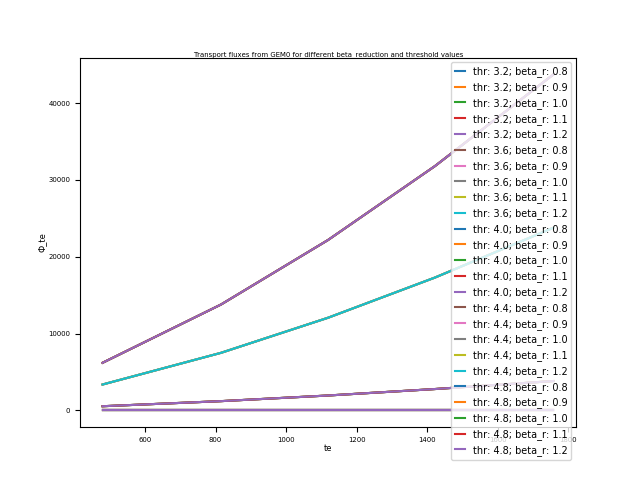 Transport fluxes from GEM0 for different beta_reduction and threshold values
Φ_te
40000
30000
20000
10000
0
600
800
1000
1200
1400
1600
1800
te
thr: 3.2; beta_r: 0.8
thr: 3.2; beta_r: 0.9
thr: 3.2; beta_r: 1.0
thr: 3.2; beta_r: 1.1
thr: 3.2; beta_r: 1.2
thr: 3.6; beta_r: 0.8
thr: 3.6; beta_r: 0.9
thr: 3.6; beta_r: 1.0
thr: 3.6; beta_r: 1.1
thr: 3.6; beta_r: 1.2
thr: 4.0; beta_r: 0.8
thr: 4.0; beta_r: 0.9
thr: 4.0; beta_r: 1.0
thr: 4.0; beta_r: 1.1
thr: 4.0; beta_r: 1.2
thr: 4.4; beta_r: 0.8
thr: 4.4; beta_r: 0.9
thr: 4.4; beta_r: 1.0
thr: 4.4; beta_r: 1.1
thr: 4.4; beta_r: 1.2
thr: 4.8; beta_r: 0.8
thr: 4.8; beta_r: 0.9
thr: 4.8; beta_r: 1.0
thr: 4.8; beta_r: 1.1
thr: 4.8; beta_r: 1.2